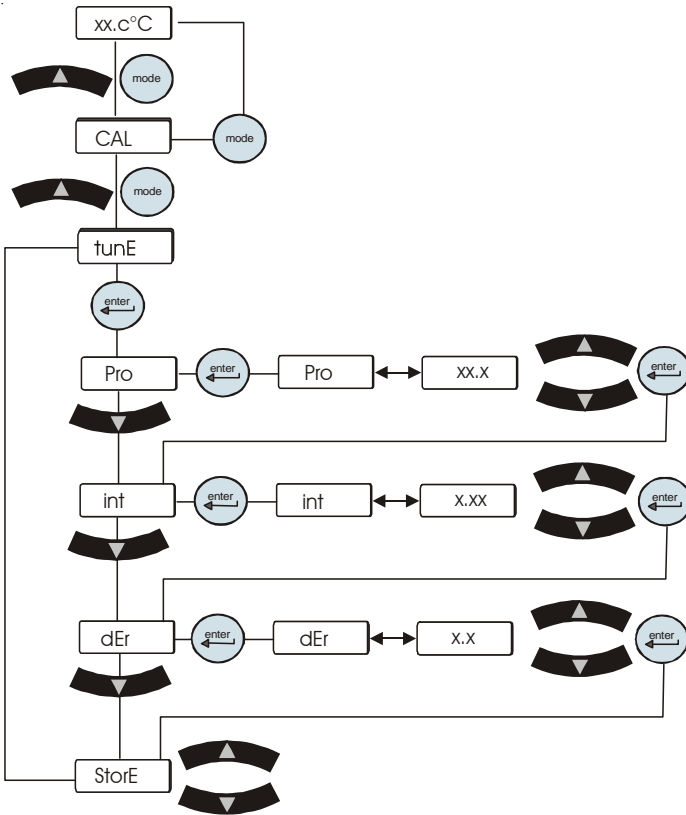 xx.c°C
mode
CAL
mode
mode
tunE
enter
Pro
enter
Pro
xx.x
enter
int
enter
int
x.xx
enter
dEr
enter
dEr
x.x
enter
StorE